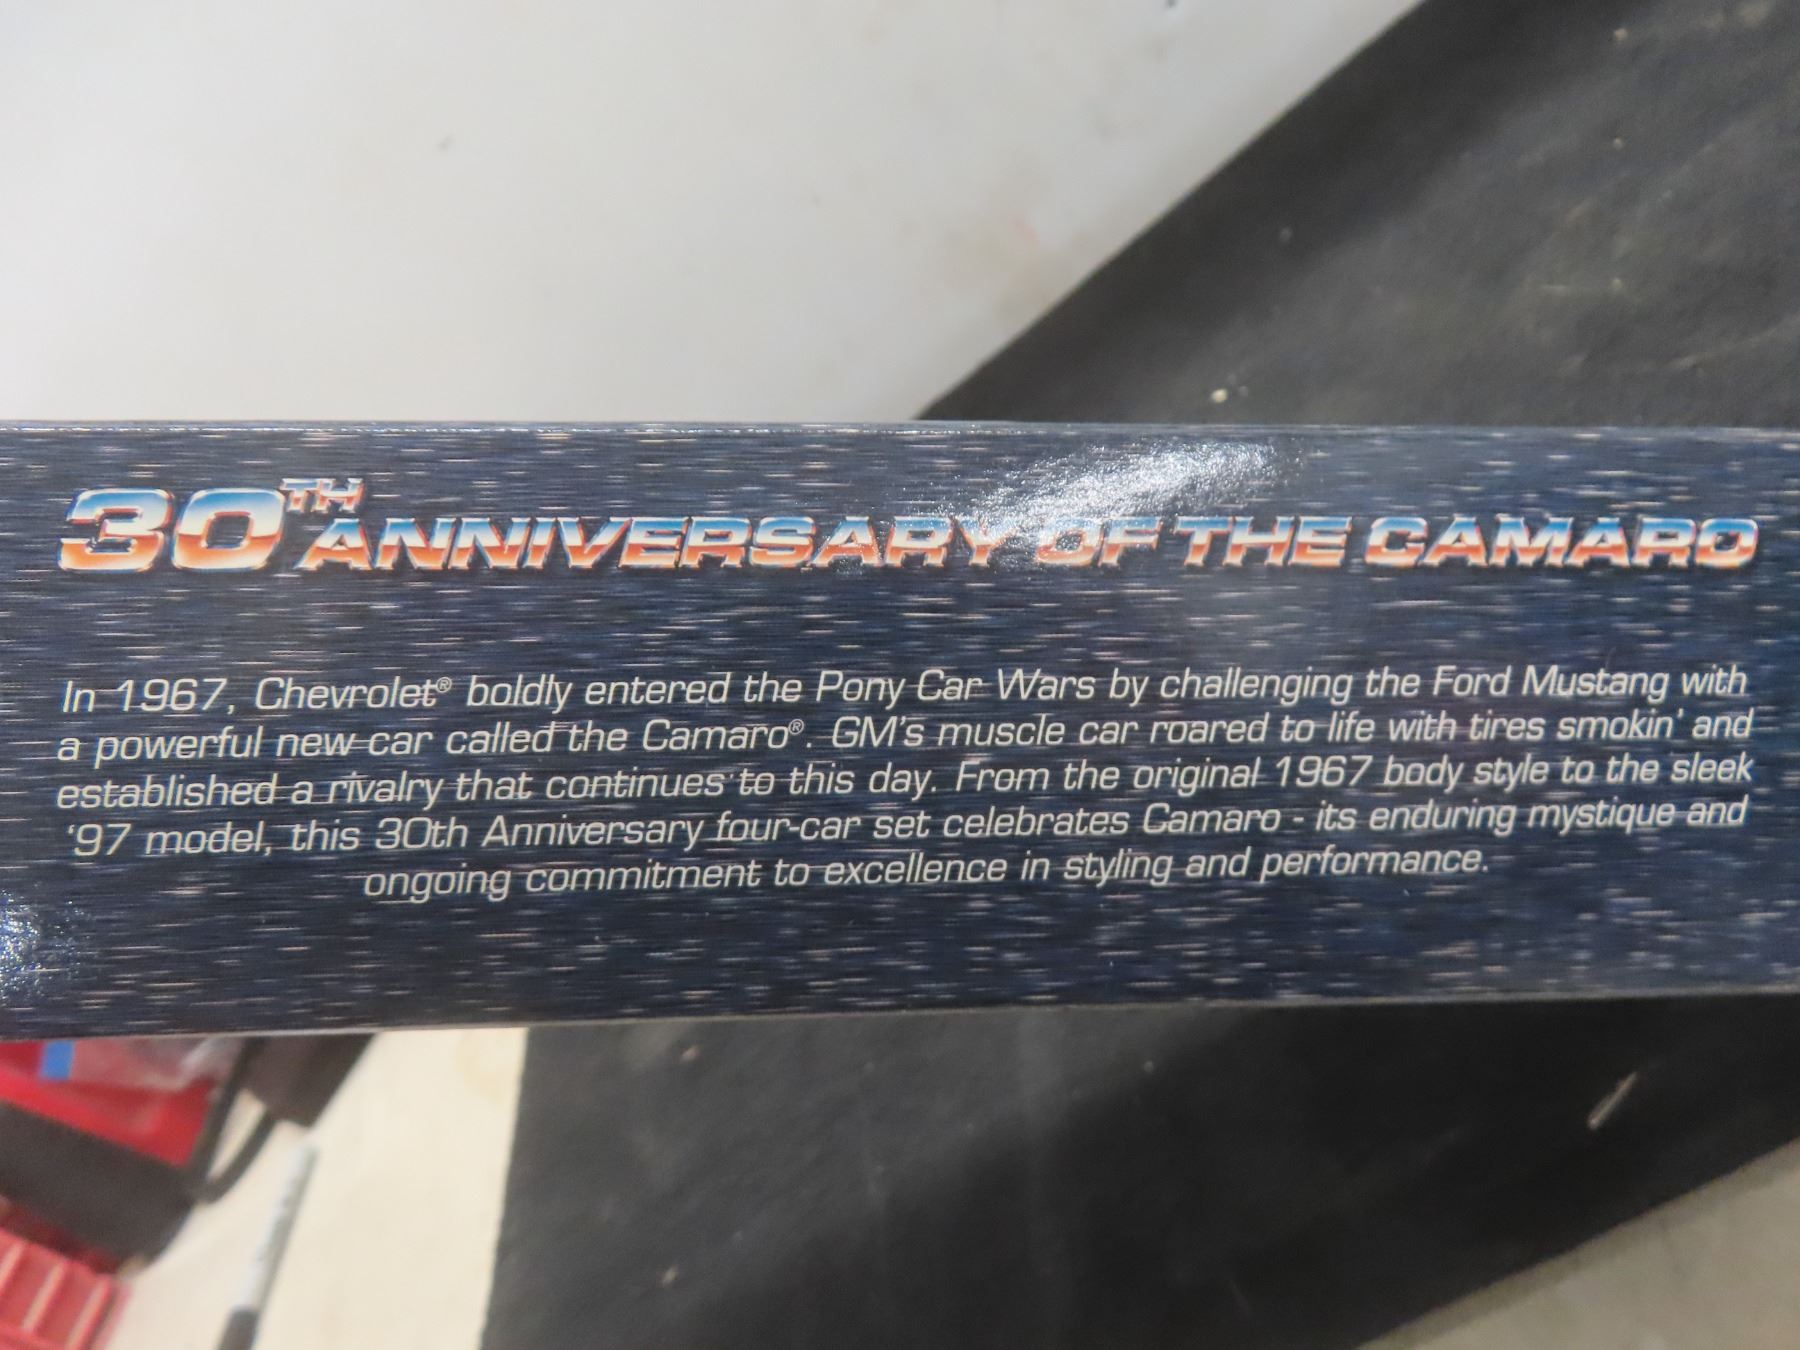 30TH ANNIVERSARY OF THE CAMARO
In 1967, Chevrolet® boldly entered the Pony Car Wars by challenging the Ford Mustang with
a powerful new car called the Camaro®. GM's muscle car roared to life with tires smokin' and
established a rivalry that continues to this day. From the original 1967 body style to the sleek
'97 model, this 30th Anniversary four-car set celebrates Camaro - its enduring mystique and
ongoing commitment to excellence in styling and performance.